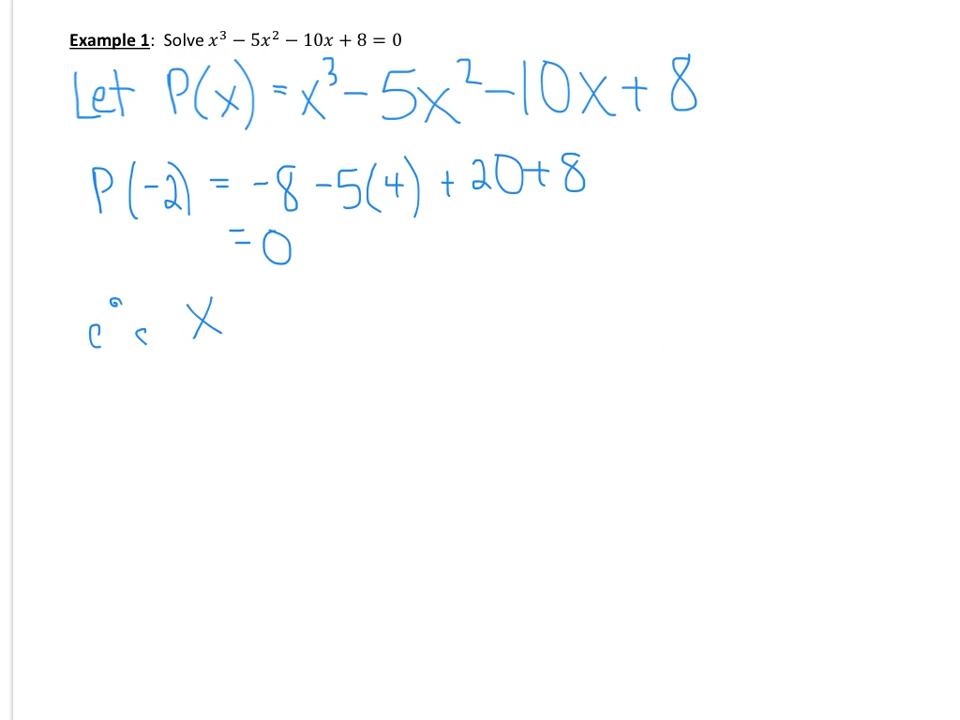 Example 1: Solve x³ − 5x² − 10x + 8 = 0
Let P(x) = x³ - 5x² - 10x + 8
P(-2) = -8 - 5(4) + 20 + 8
= 0
∴ x